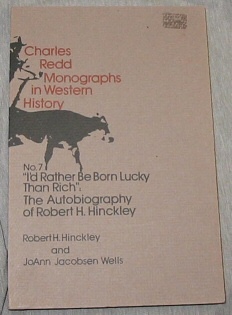 Charles
Redd
Monographs
in Western
History
No. 7
"I'd Rather Be Born Lucky
Than Rich":
The Autobiography
of Robert H. Hinckley
Robert H. Hinckley
and
JoAnn Jacobsen Wells